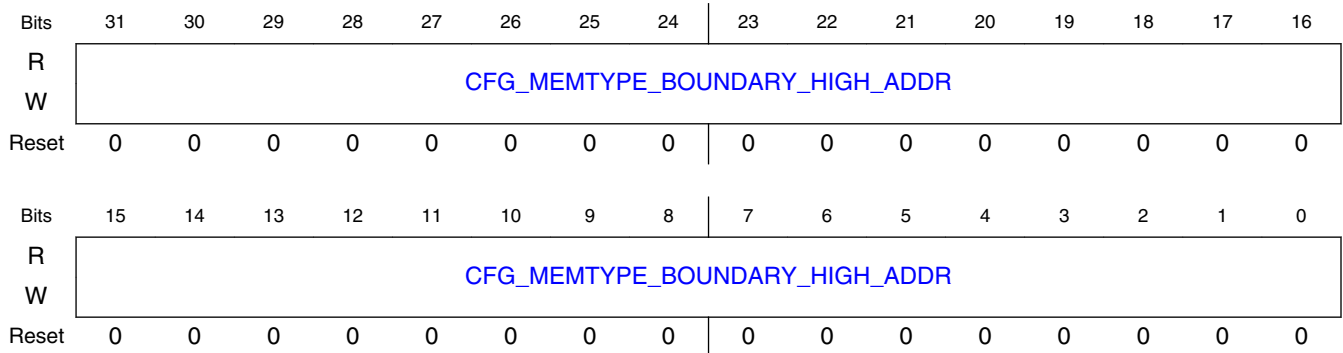 Bits 31 30 29 28 27 26 25 24 23 22 21 20 19 18 17 16
R
CFG_MEMTYPE_BOUNDARY_HIGH_ADDR
W
Reset 0 0 0 0 0 0 0 0 0 0 0 0 0 0 0 0
Bits 15 14 13 12 11 10 9 8 7 6 5 4 3 2 1 0
R
CFG_MEMTYPE_BOUNDARY_HIGH_ADDR
W
Reset 0 0 0 0 0 0 0 0 0 0 0 0 0 0 0 0